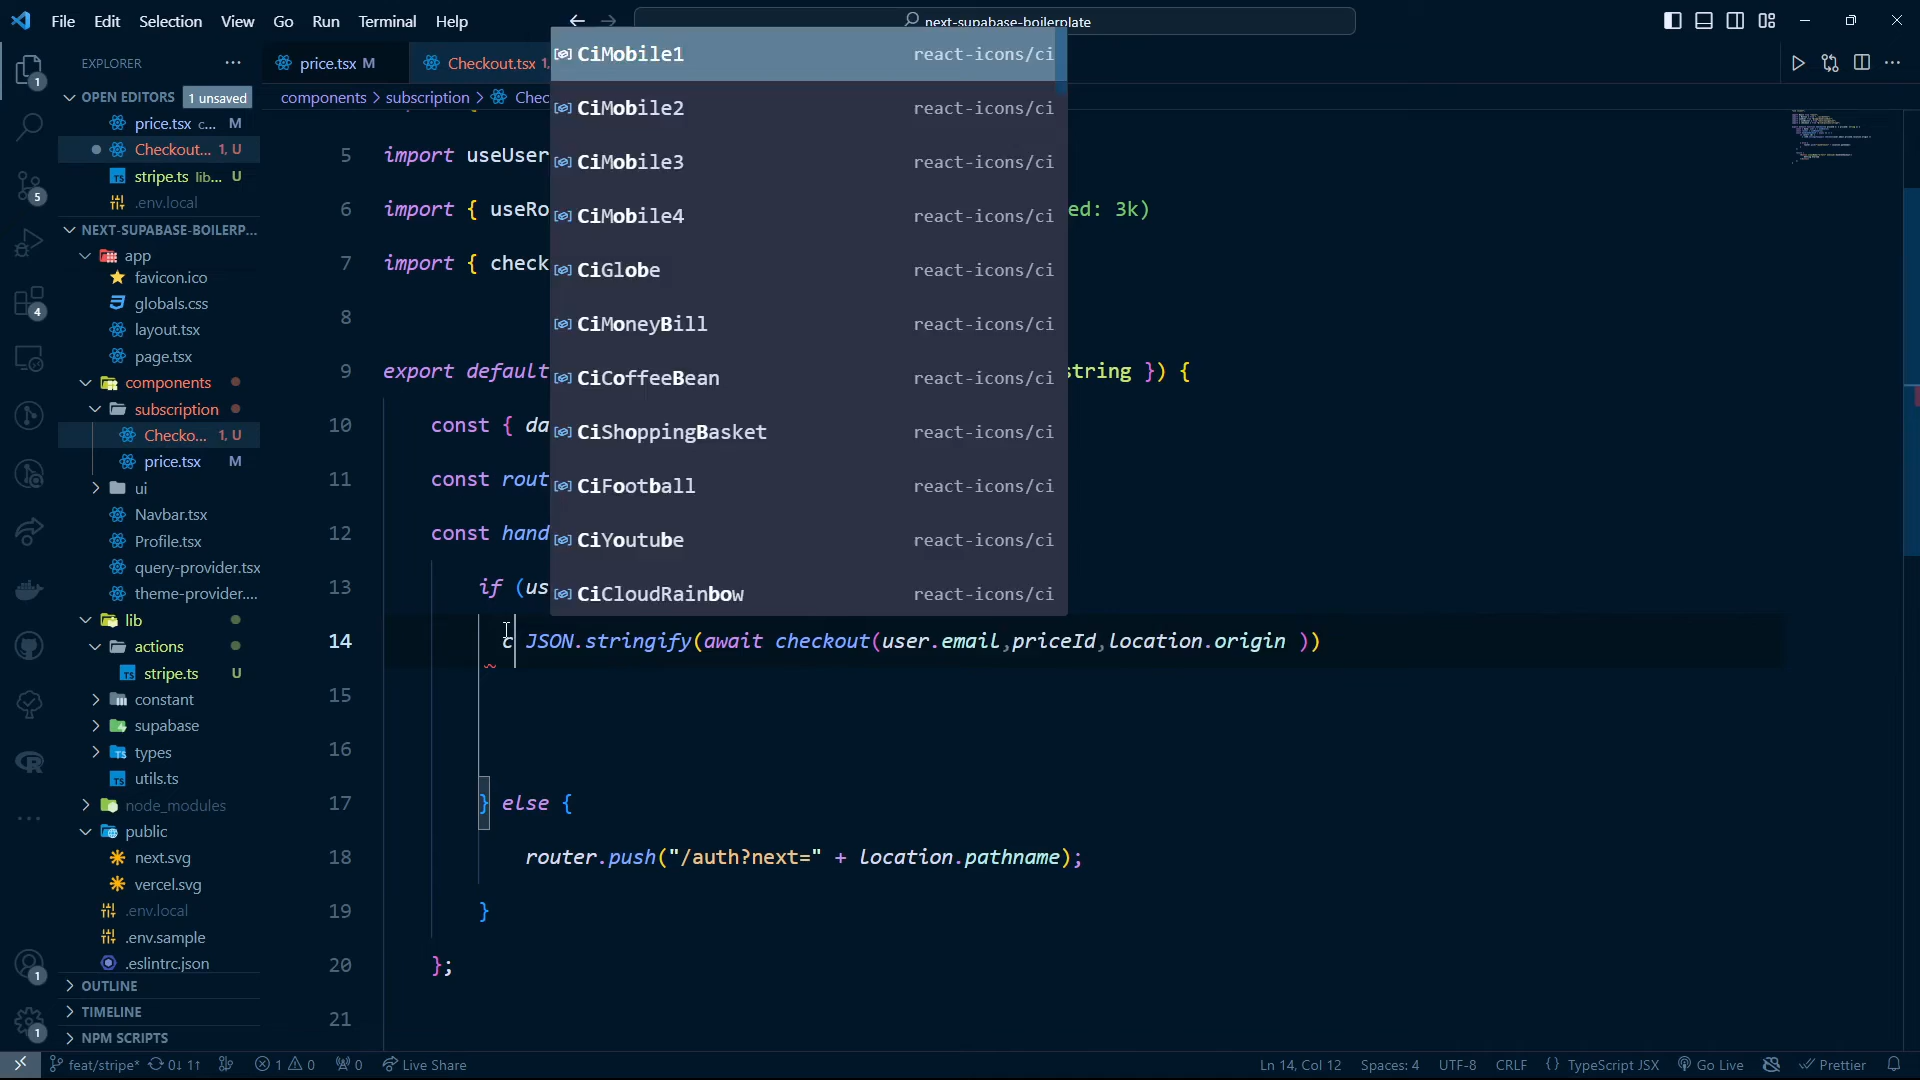 File Edit Selection View Go Run Terminal Help
next-supabase-boilerplate
EXPLORER
OPEN EDITORS 1 unsaved
price.tsx c... M
Checkout... 1, U
stripe.ts lib... U
.env.local
NEXT-SUPABASE-BOILERP...
app
favicon.ico
globals.css
layout.tsx
page.tsx
components
subscription
Checko... 1, U
price.tsx M
ui
Navbar.tsx
Profile.tsx
query-provider.tsx
theme-provider....
lib
actions
stripe.ts U
constant
supabase
types
utils.ts
node_modules
public
next.svg
vercel.svg
.env.local
.env.sample
.eslintrc.json
OUTLINE
TIMELINE
NPM SCRIPTS
1
5
4
1
1
price.tsx M
Checkout.tsx 1,
components > subscription > Chec
CiMobile1 react-icons/ci
CiMobile2 react-icons/ci
CiMobile3 react-icons/ci
CiMobile4 react-icons/ci
CiGlobe react-icons/ci
CiMoneyBill react-icons/ci
CiCoffeeBean react-icons/ci
CiShoppingBasket react-icons/ci
CiFootball react-icons/ci
CiYoutube react-icons/ci
CiCloudRainbow react-icons/ci
5 import useUser
6 import { useRo ed: 3k)
7 import { check
8
9 export default string }) {
10 const { da
11 const rout
12 const hand
13 if (us
14 c JSON.stringify(await checkout(user.email,priceId,location.origin ))
15
16
17 } else {
18 router.push("/auth?next=" + location.pathname);
19 }
20 };
21
feat/stripe* 0↓ 1↑ 1 0 0 Live Share
Ln 14, Col 12 Spaces: 4 UTF-8 CRLF {} TypeScript JSX Go Live Prettier